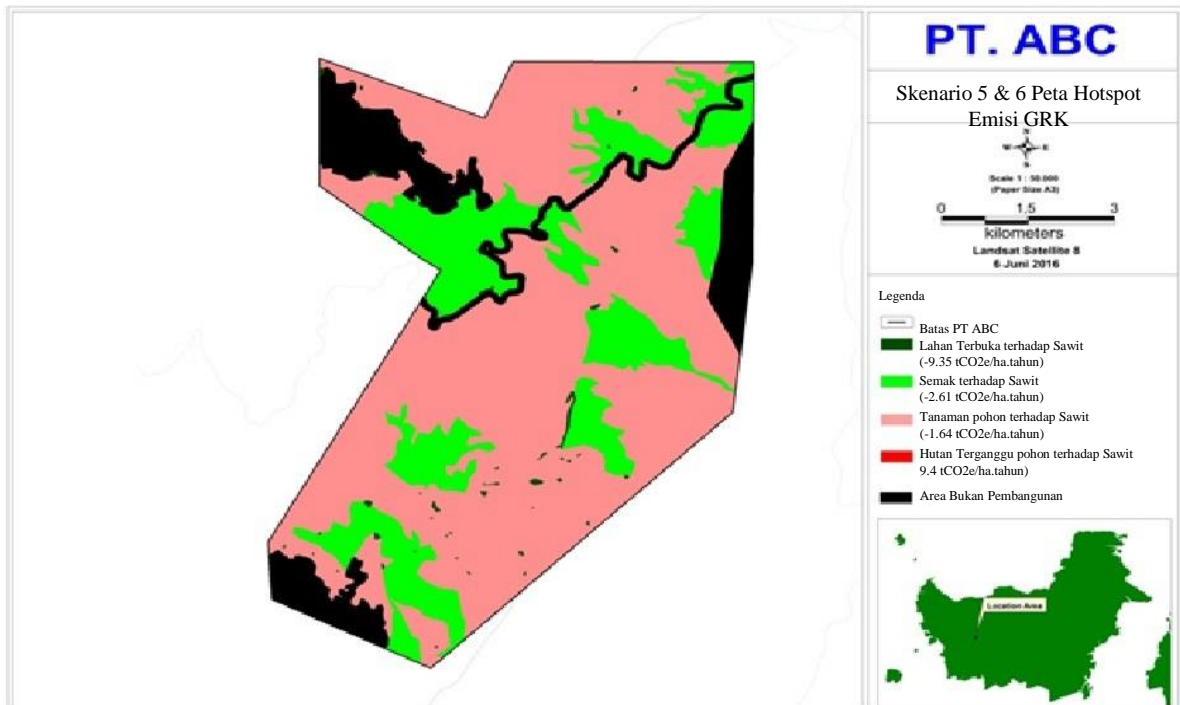 PT. ABC
Skenario 5 & 6 Peta Hotspot
Emisi GRK
N
W E
S
Scale 1 : 50.000
(Paper Size A3)
0 1.5 3
kilometers
Landsat Satellite 8
6 Juni 2016
Legenda
Batas PT ABC
Lahan Terbuka terhadap Sawit
(-9.35 tCO2e/ha.tahun)
Semak terhadap Sawit
(-2.61 tCO2e/ha.tahun)
Tanaman pohon terhadap Sawit
(-1.64 tCO2e/ha.tahun)
Hutan Terganggu pohon terhadap Sawit
9.4 tCO2e/ha.tahun)
Area Bukan Pembangunan
Location Area